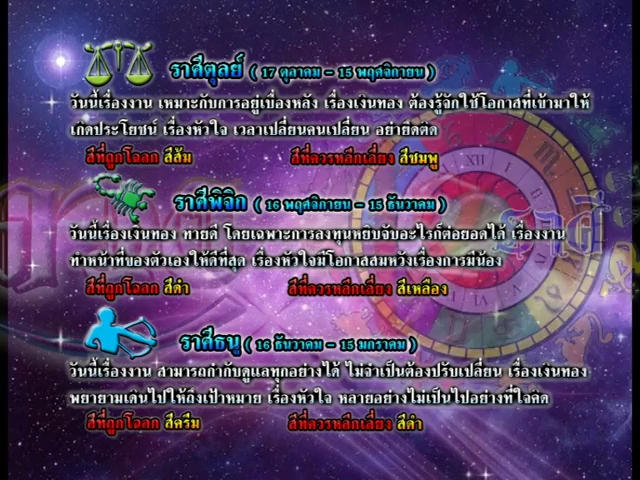 ราศีตุลย์ ( 17 ตุลาคม - 15 พฤศจิกายน )
วันนี้เรื่องงาน เหมาะกับการอยู่เบื้องหลัง เรื่องเงินทอง ต้องรู้จักใช้โอกาสที่เข้ามาให้
เกิดประโยชน์ เรื่องหัวใจ เวลาเปลี่ยนคนเปลี่ยน อย่ายึดติด
สีที่ถูกโฉลก สีส้ม สีที่ควรหลีกเลี่ยง สีชมพู
ราศีพิจิก ( 16 พฤศจิกายน - 15 ธันวาคม )
วันนี้เรื่องเงินทอง ทายดี โดยเฉพาะการลงทุนหยิบจับอะไรก็ต่อยอดได้ เรื่องงาน
ทำหน้าที่ของตัวเองให้ดีที่สุด เรื่องหัวใจมีโอกาสสมหวังเรื่องการมีน้อง
สีที่ถูกโฉลก สีดำ สีที่ควรหลีกเลี่ยง สีเหลือง
ราศีธนู ( 16 ธันวาคม - 15 มกราคม )
วันนี้เรื่องงาน สามารถกำกับดูแลทุกอย่างได้ ไม่จำเป็นต้องปรับเปลี่ยน เรื่องเงินทอง
พยายามเดินไปให้ถึงเป้าหมาย เรื่องหัวใจ หลายอย่างไม่เป็นไปอย่างที่ใจคิด
สีที่ถูกโฉลก สีครีม สีที่ควรหลีกเลี่ยง สีดำ